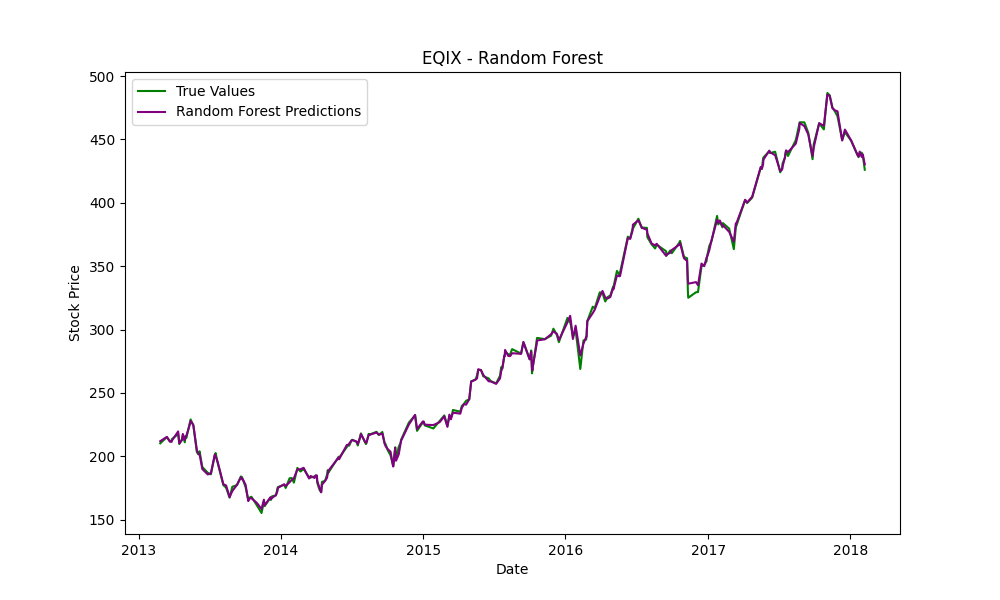 EQIX - Random Forest
True Values
Random Forest Predictions
500
450
400
350
300
250
200
150
Stock Price
2013 2014 2015 2016 2017 2018
Date